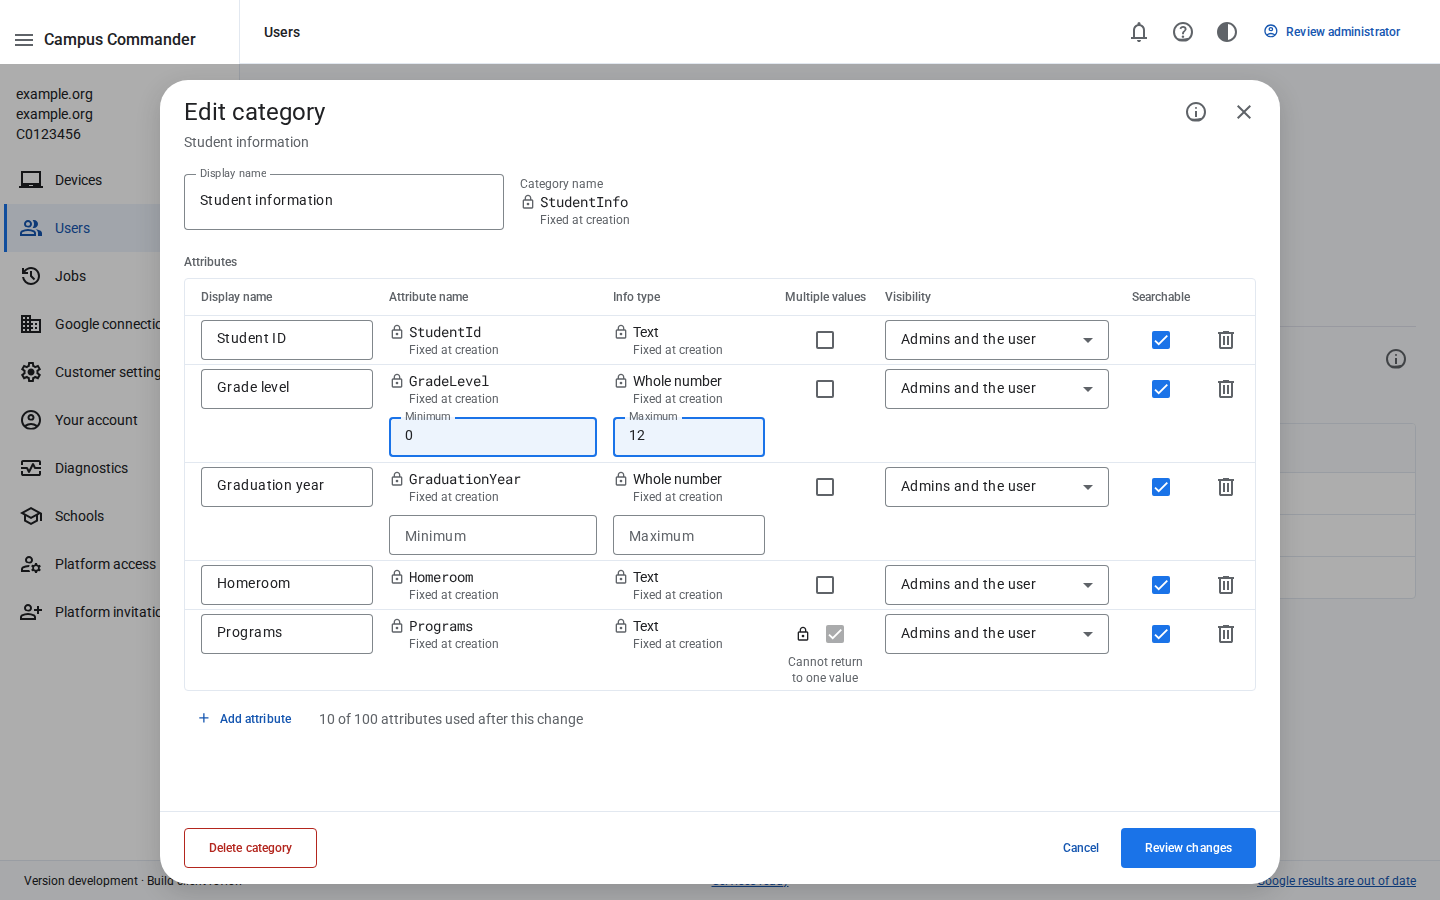 Campus Commander
Users
Review administrator
example.org
example.org
C0123456
Devices
Users
Jobs
Google
Customer
Your account
Diagnostics
Schools
Platform access
Platform
Edit category
Student information
Display name
Student information
Category name
StudentInfo
Fixed at creation
Attributes
Display name Attribute name Info type Multiple values Visibility Searchable
Student ID StudentId Text Admins and the user
Fixed at creation Fixed at creation
Grade level GradeLevel Whole number Admins and the user
Fixed at creation Fixed at creation
Minimum Maximum
0 12
Graduation year GraduationYear Whole number Admins and the user
Fixed at creation Fixed at creation
Minimum Maximum
Homeroom Homeroom Text Admins and the user
Fixed at creation Fixed at creation
Programs Programs Text Admins and the user
Fixed at creation Fixed at creation
Cannot return
to one value
Add attribute 10 of 100 attributes used after this change
Delete category Cancel Review changes
Version development · Build
Google results are out of date